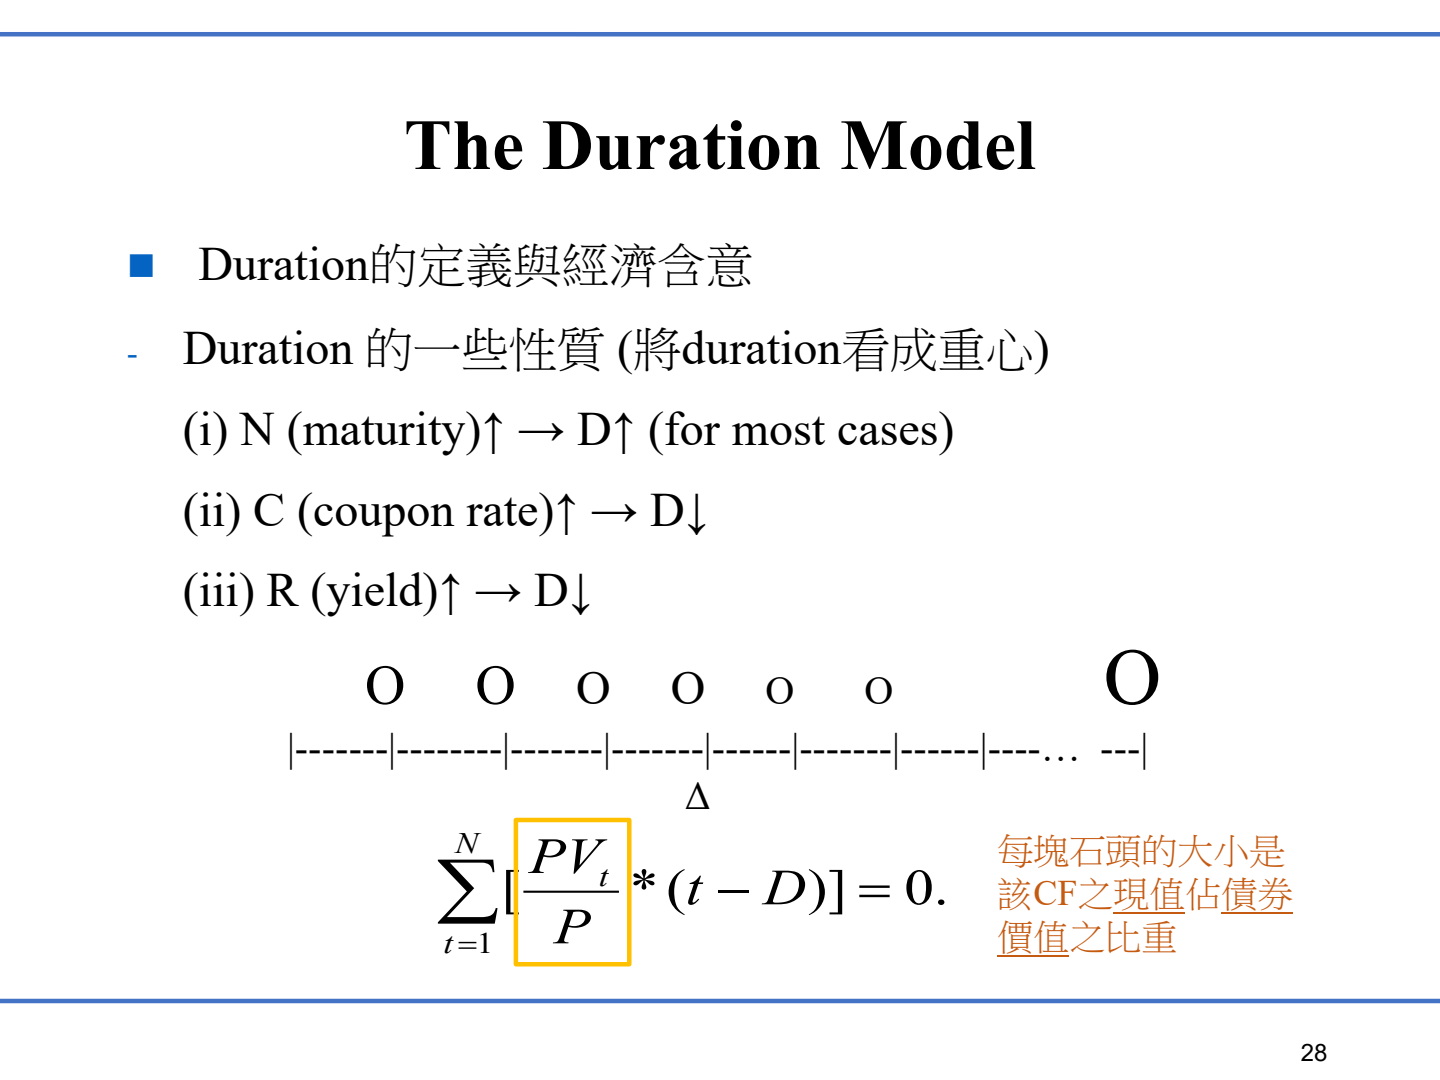 The Duration Model
■ Duration的定義與經濟含意
- Duration 的一些性質 (將duration看成重心)
(i) N (maturity)↑ → D↑ (for most cases)
(ii) C (coupon rate)↑ → D↓
(iii) R (yield)↑ → D↓
O O O O O O O
|-------|--------|-------|-------|------|-------|------|----… ---|
Δ
\sum_{t=1}^{N}[\frac{PV_t}{P}*(t-D)]=0.
每塊石頭的大小是
該CF之現值佔債券
價值之比重
28